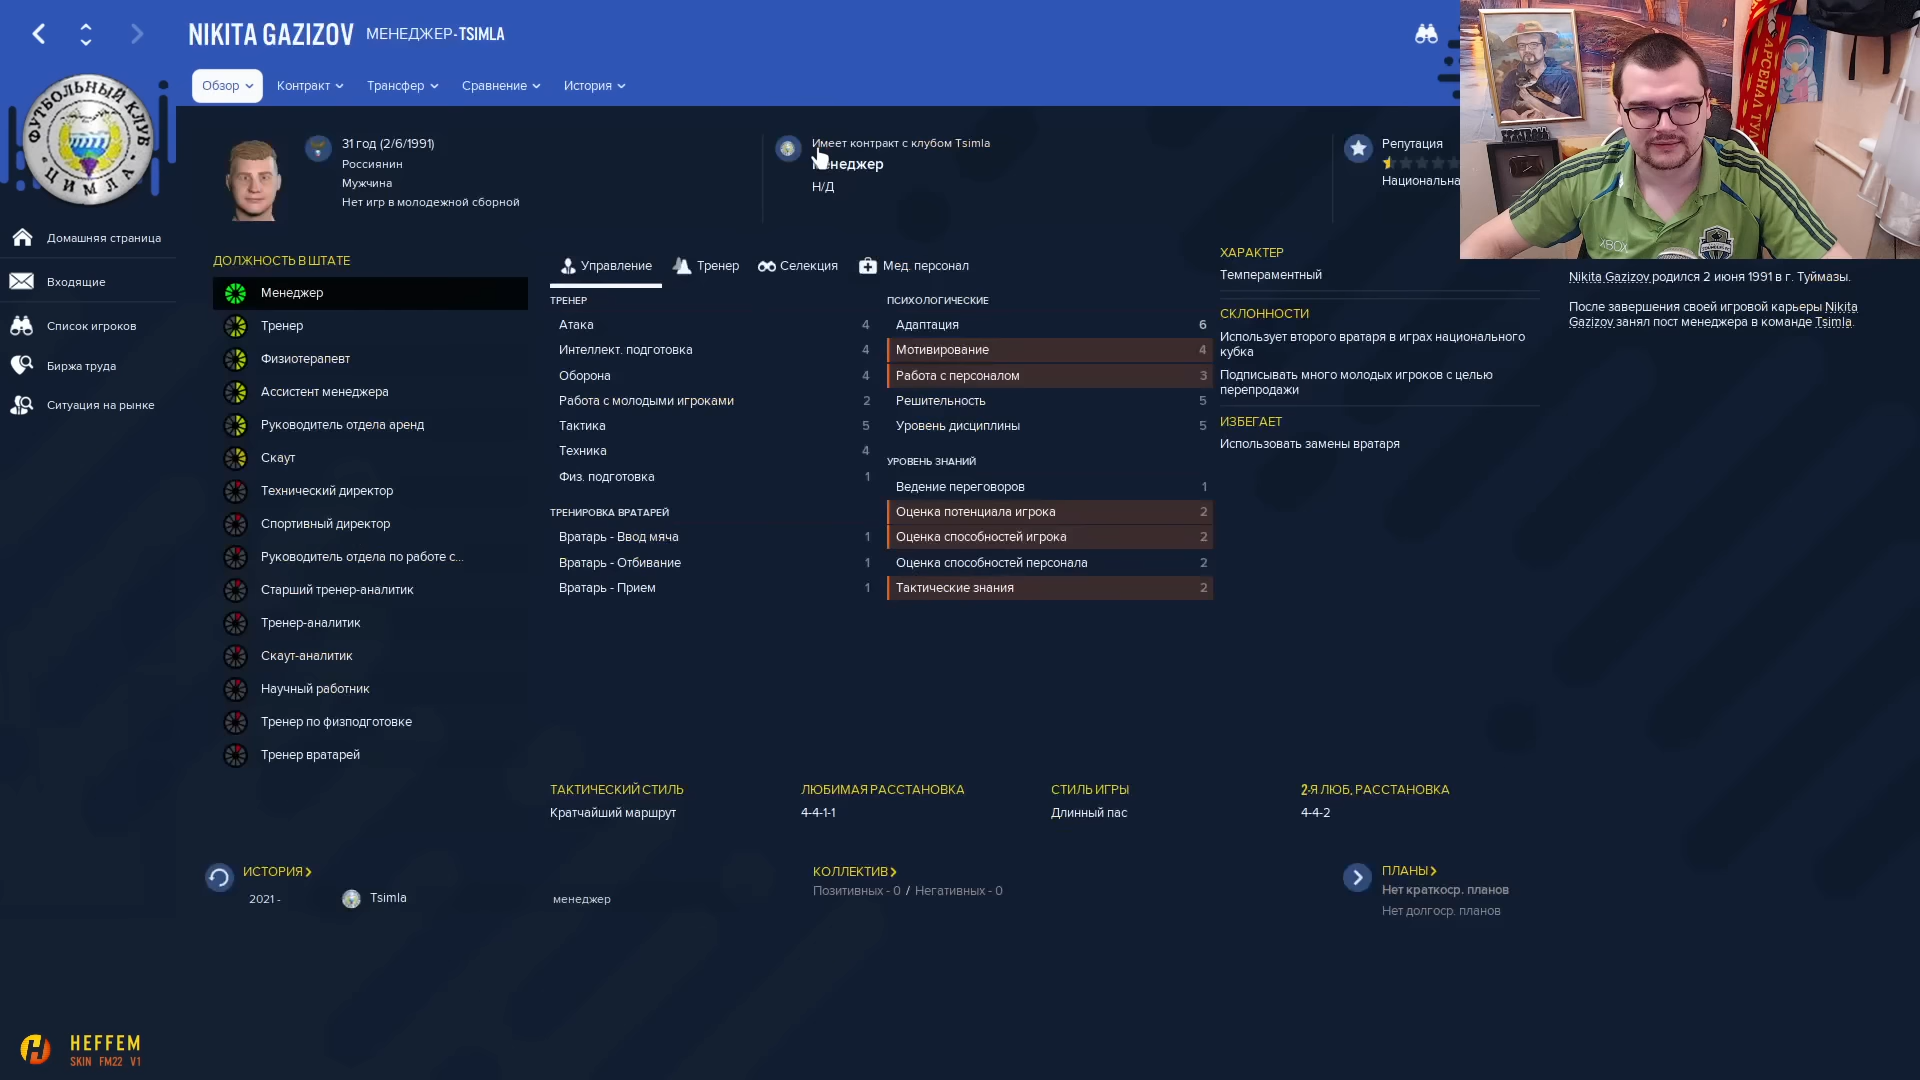 NIKITA GAZIZOV МЕНЕДЖЕР - TSIMLA
Обзор Контракт Трансфер Сравнение История
ФУТБОЛЬНЫЙ КЛУБ
ЦИМЛА
Домашняя страница
Входящие
Список игроков
Биржа труда
Ситуация на рынке
31 год (2/6/1991)
Россиянин
Мужчина
Нет игр в молодежной сборной
Имеет контракт с клубом Tsimla
Менеджер
Н/Д
Репутация
Национальна
АРСЕНАЛ ТУЛ
XBOX
ДОЛЖНОСТЬ В ШТАТЕ
Менеджер
Тренер
Физиотерапевт
Ассистент менеджера
Руководитель отдела аренд
Скаут
Технический директор
Спортивный директор
Руководитель отдела по работе с...
Старший тренер-аналитик
Тренер-аналитик
Скаут-аналитик
Научный работник
Тренер по физподготовке
Тренер вратарей
Управление Тренер Селекция Мед. персонал
ТРЕНЕР
Атака 4
Интеллект. подготовка 4
Оборона 4
Работа с молодыми игроками 2
Тактика 5
Техника 4
Физ. подготовка 1
ТРЕНИРОВКА ВРАТАРЕЙ
Вратарь - Ввод мяча 1
Вратарь - Отбивание 1
Вратарь - Прием 1
ПСИХОЛОГИЧЕСКИЕ
Адаптация 6
Мотивирование 4
Работа с персоналом 3
Решительность 5
Уровень дисциплины 5
УРОВЕНЬ ЗНАНИЙ
Ведение переговоров 1
Оценка потенциала игрока 2
Оценка способностей игрока 2
Оценка способностей персонала 2
Тактические знания 2
ХАРАКТЕР
Темпераментный
СКЛОННОСТИ
Использует второго вратаря в играх национального
кубка
Подписывать много молодых игроков с целью
перепродажи
ИЗБЕГАЕТ
Использовать замены вратаря
Nikita Gazizov родился 2 июня 1991 в г. Туймазы.
После завершения своей игровой карьеры Nikita
Gazizov занял пост менеджера в команде Tsimla.
ТАКТИЧЕСКИЙ СТИЛЬ
Кратчайший маршрут
ЛЮБИМАЯ РАССТАНОВКА
4-4-1-1
СТИЛЬ ИГРЫ
Длинный пас
2-Я ЛЮБ. РАССТАНОВКА
4-4-2
ИСТОРИЯ
2021 - Tsimla менеджер
КОЛЛЕКТИВ
Позитивных - 0 / Негативных - 0
ПЛАНЫ
Нет краткоср. планов
Нет долгоср. планов
HEFFEM
SKIN FM22 V1